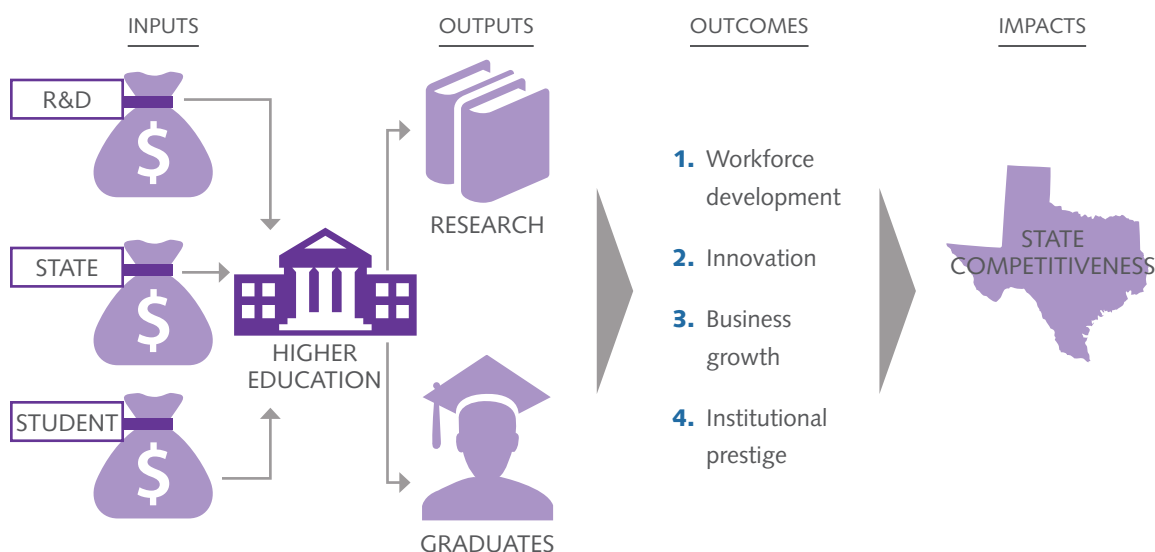 INPUTS
OUTPUTS
OUTCOMES
IMPACTS
R&D
$
STATE
$
STUDENT
$
HIGHER
EDUCATION
RESEARCH
GRADUATES
1. Workforce
development
2. Innovation
3. Business
growth
4. Institutional
prestige
STATE
COMPETITIVENESS